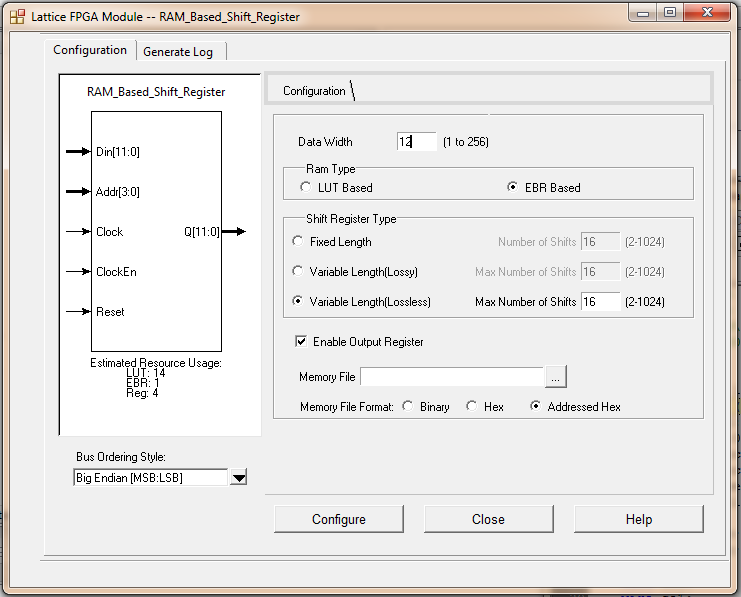 Lattice FPGA Module -- RAM_Based_Shift_Register
Configuration
Generate Log
RAM_Based_Shift_Register
Din[11:0]
Addr[3:0]
Clock
Q[11:0]
ClockEn
Reset
Estimated Resource Usage:
LUT: 14
EBR: 1
Reg: 4
Bus Ordering Style:
Big Endian [MSB:LSB]
Configuration
Data Width 12 (1 to 256)
Ram Type
LUT Based EBR Based
Shift Register Type
Fixed Length Number of Shifts 16 (2-1024)
Variable Length(Lossy) Max Number of Shifts 16 (2-1024)
Variable Length(Lossless) Max Number of Shifts 16 (2-1024)
Enable Output Register
Memory File ...
Memory File Format: Binary Hex Addressed Hex
Configure Close Help